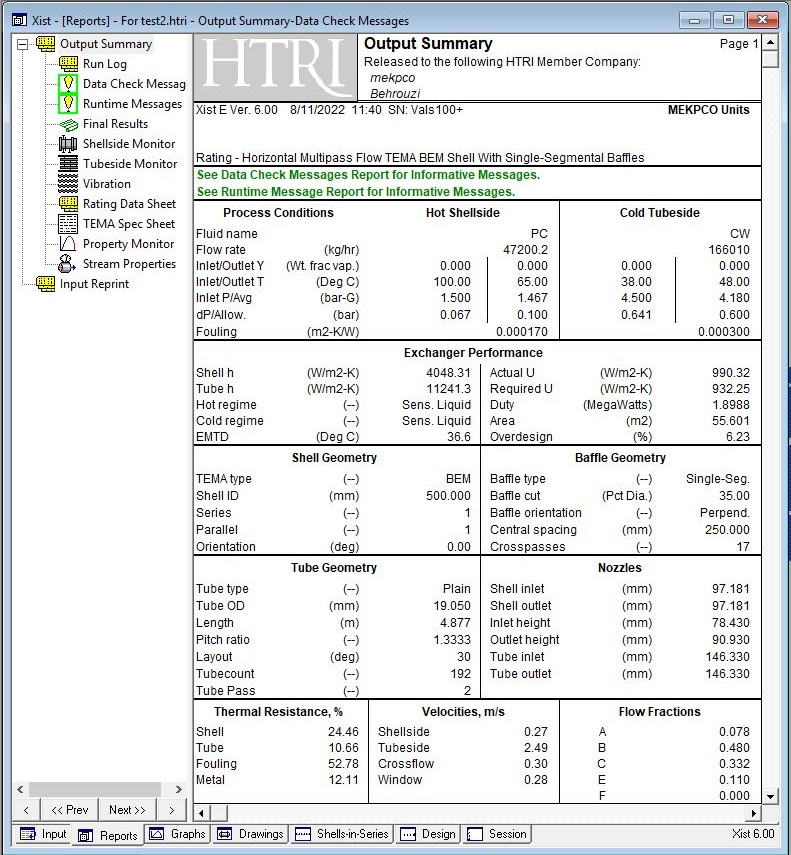 Xist - [Reports] - For test2.htri - Output Summary-Data Check Messages
Output Summary
Run Log
Data Check Messag
Runtime Messages
Final Results
Shellside Monitor
Tubeside Monitor
Vibration
Rating Data Sheet
TEMA Spec Sheet
Property Monitor
Stream Properties
Input Reprint
HTRI
Output Summary Page 1
Released to the following HTRI Member Company:
mekpco
Behrouzi
Xist E Ver. 6.00 8/11/2022 11:40 SN: Vals100+ MEKPCO Units
Rating - Horizontal Multipass Flow TEMA BEM Shell With Single-Segmental Baffles
See Data Check Messages Report for Informative Messages.
See Runtime Message Report for Informative Messages.
Process Conditions Hot Shellside Cold Tubeside
Fluid name PC CW
Flow rate (kg/hr) 47200.2 166010
Inlet/Outlet Y (Wt. frac vap.) 0.000 0.000 0.000 0.000
Inlet/Outlet T (Deg C) 100.00 65.00 38.00 48.00
Inlet P/Avg (bar-G) 1.500 1.467 4.500 4.180
dP/Allow. (bar) 0.067 0.100 0.641 0.600
Fouling (m2-K/W) 0.000170 0.000300
Exchanger Performance
Shell h (W/m2-K) 4048.31 Actual U (W/m2-K) 990.32
Tube h (W/m2-K) 11241.3 Required U (W/m2-K) 932.25
Hot regime (--) Sens. Liquid Duty (MegaWatts) 1.8988
Cold regime (--) Sens. Liquid Area (m2) 55.601
EMTD (Deg C) 36.6 Overdesign (%) 6.23
Shell Geometry Baffle Geometry
TEMA type (--) BEM Baffle type (--) Single-Seg.
Shell ID (mm) 500.000 Baffle cut (Pct Dia.) 35.00
Series (--) 1 Baffle orientation (--) Perpend.
Parallel (--) 1 Central spacing (mm) 250.000
Orientation (deg) 0.00 Crosspasses (--) 17
Tube Geometry Nozzles
Tube type (--) Plain Shell inlet (mm) 97.181
Tube OD (mm) 19.050 Shell outlet (mm) 97.181
Length (m) 4.877 Inlet height (mm) 78.430
Pitch ratio (--) 1.3333 Outlet height (mm) 90.930
Layout (deg) 30 Tube inlet (mm) 146.330
Tubecount (--) 192 Tube outlet (mm) 146.330
Tube Pass (--) 2
Thermal Resistance, % Velocities, m/s Flow Fractions
Shell 24.46 Shellside 0.27 A 0.078
Tube 10.66 Tubeside 2.49 B 0.480
Fouling 52.78 Crossflow 0.30 C 0.332
Metal 12.11 Window 0.28 E 0.110
F 0.000
< << Prev Next >> >
Input Reports Graphs Drawings Shells-in-Series Design Session Xist 6.00